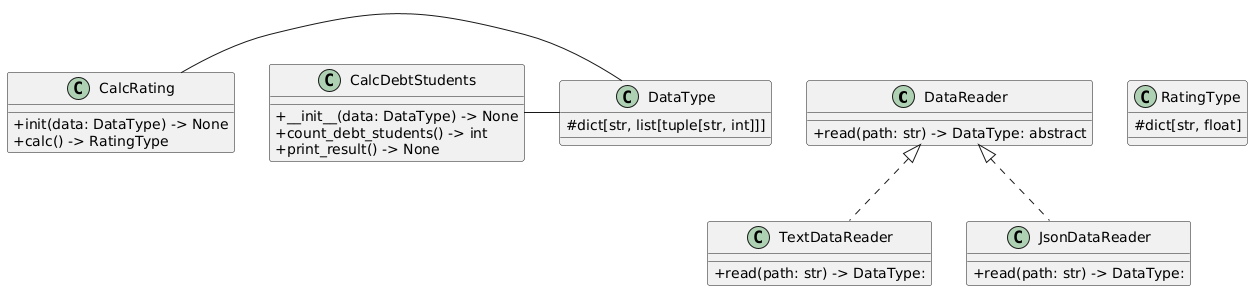 C CalcRating
+init(data: DataType) -> None
+calc() -> RatingType
C CalcDebtStudents
+__init__(data: DataType) -> None
+count_debt_students() -> int
+print_result() -> None
C DataType
#dict[str, list[tuple[str, int]]]
C DataReader
+read(path: str) -> DataType: abstract
C RatingType
#dict[str, float]
C TextDataReader
+read(path: str) -> DataType:
C JsonDataReader
+read(path: str) -> DataType: